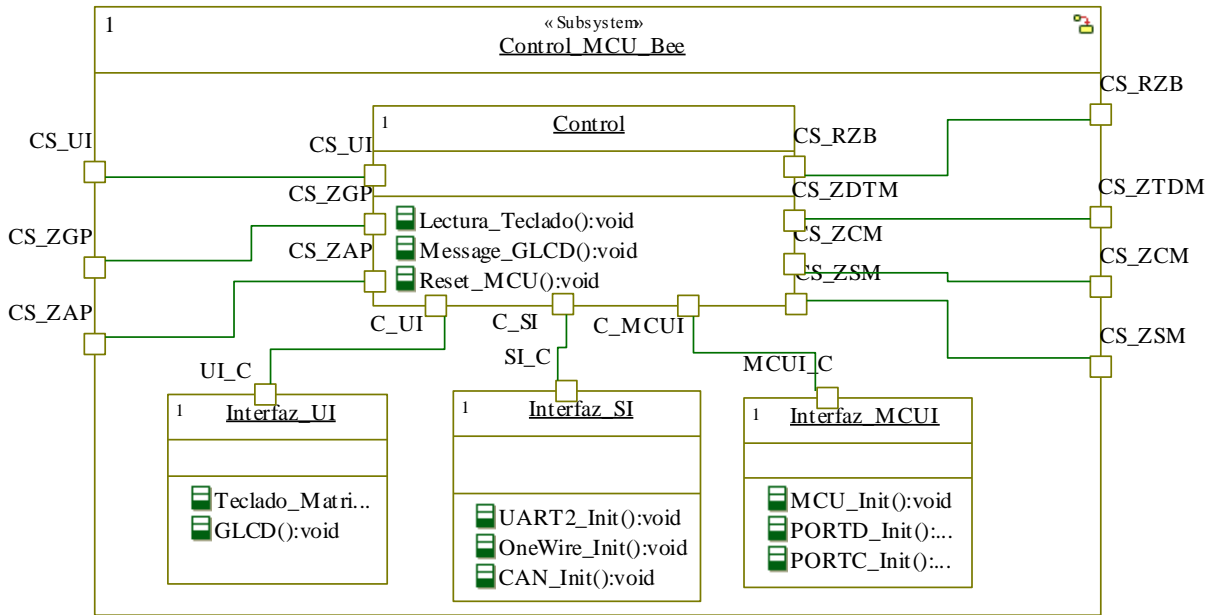 1
« Subsystem»
Control_MCU_Bee
CS_RZB
1
Control
CS_RZB
CS_UI
CS_UI
CS_ZGP
CS_ZDTM
CS_ZTDM
Lectura_Teclado():void
CS_ZGP
CS_ZAP
Message_GLCD():void
CS_ZCM
CS_ZCM
Reset_MCU():void
CS_ZSM
CS_ZAP
C_UI
C_SI
C_MCUI
CS_ZSM
UI_C
SI_C
MCUI_C
1
Interfaz_UI
Teclado_Matri...
GLCD():void
1
Interfaz_SI
UART2_Init():void
OneWire_Init():void
CAN_Init():void
1
Interfaz_MCUI
MCU_Init():void
PORTD_Init():...
PORTC_Init():...